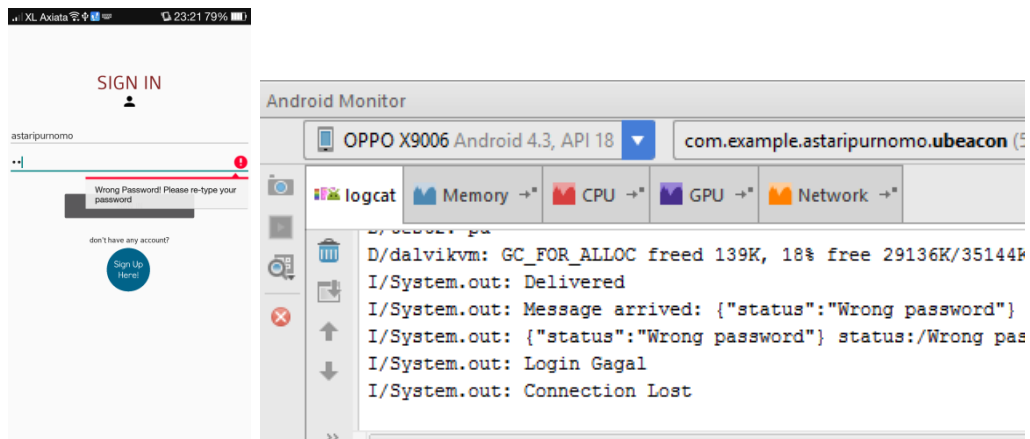 XL Axiata 23:21 79%
SIGN IN
astaripurnomo
Wrong Password! Please re-type your
password
don't have any account?
Sign Up
Here!
Android Monitor
OPPO X9006 Android 4.3, API 18 com.example.astaripurnomo.ubeacon (5
logcat Memory CPU GPU Network
D/dalvikvm: GC_FOR_ALLOC freed 139K, 18% free 29136K/35144K
I/System.out: Delivered
I/System.out: Message arrived: {"status":"Wrong password"}
I/System.out: {"status":"Wrong password"} status:/Wrong pas
I/System.out: Login Gagal
I/System.out: Connection Lost